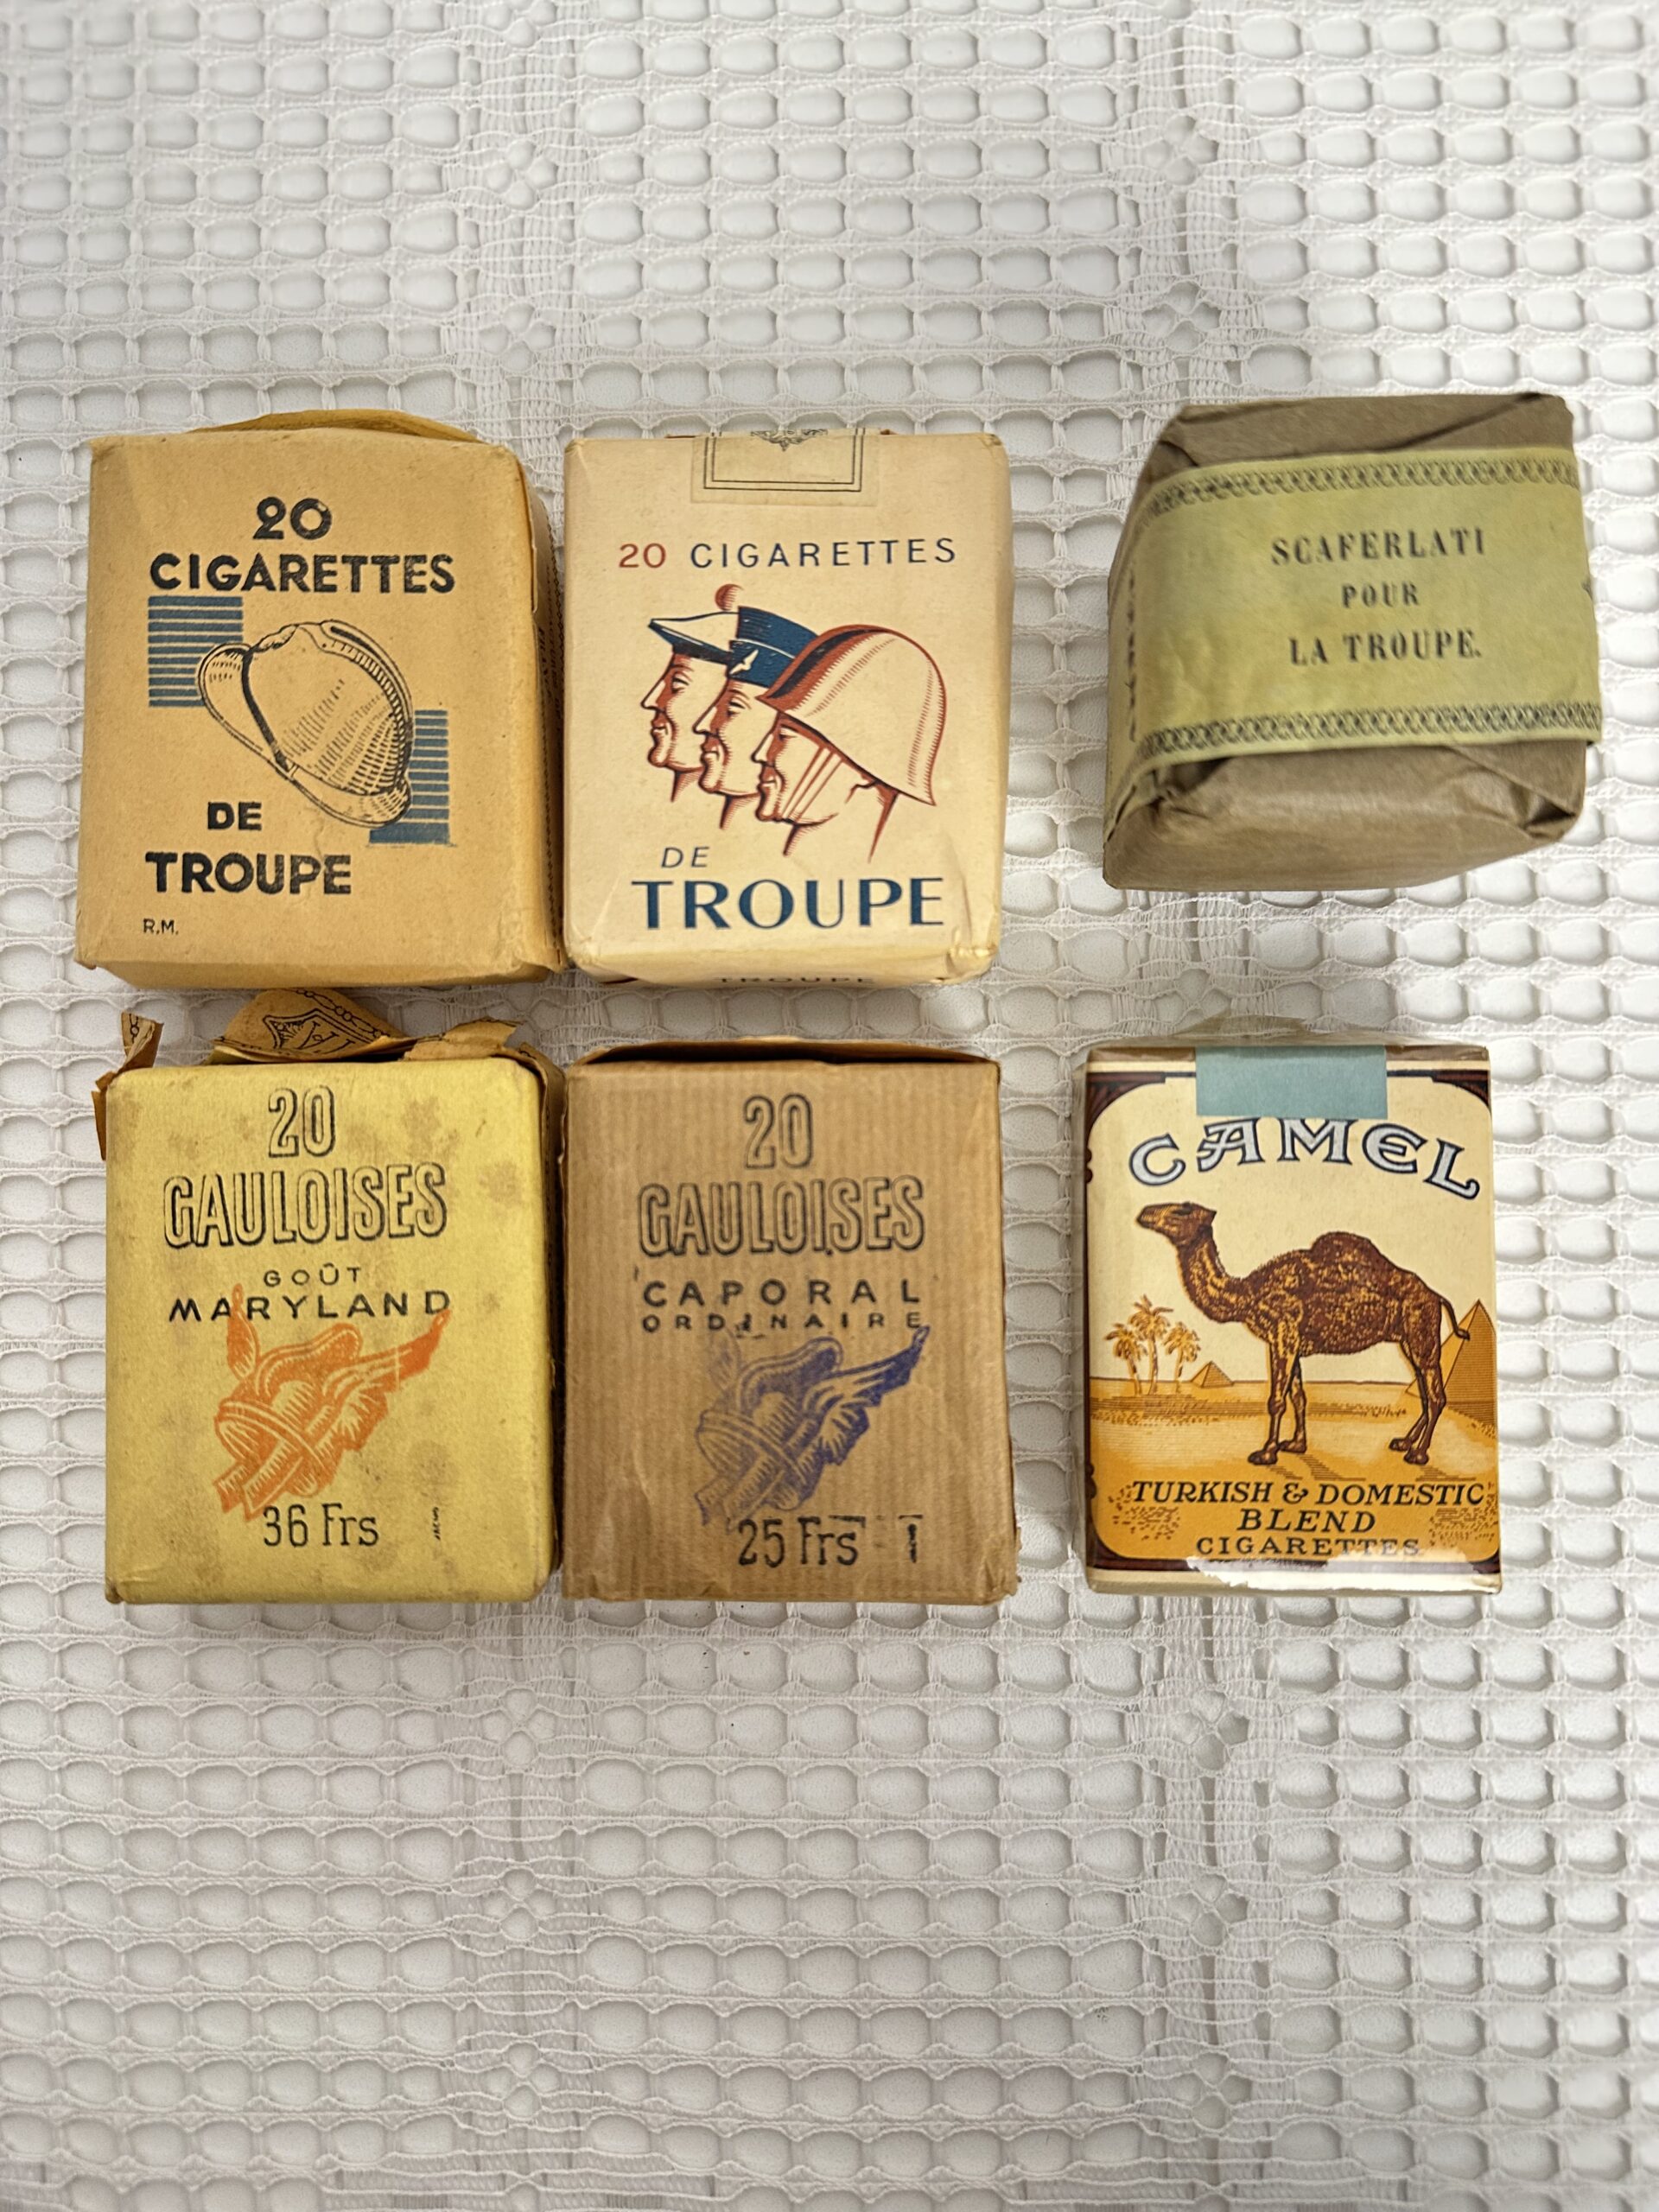 20
CIGARETTES
DE
TROUPE
R.M.
20 CIGARETTES
DE
TROUPE
TROUPE
SCAFERLATI
POUR
LA TROUPE.
20
GAULOISES
GOÛT
MARYLAND
36 Frs
20
GAULOISES
CAPORAL
ORDINAIRE
25 Frs
CAMEL
TURKISH & DOMESTIC
BLEND
CIGARETTES